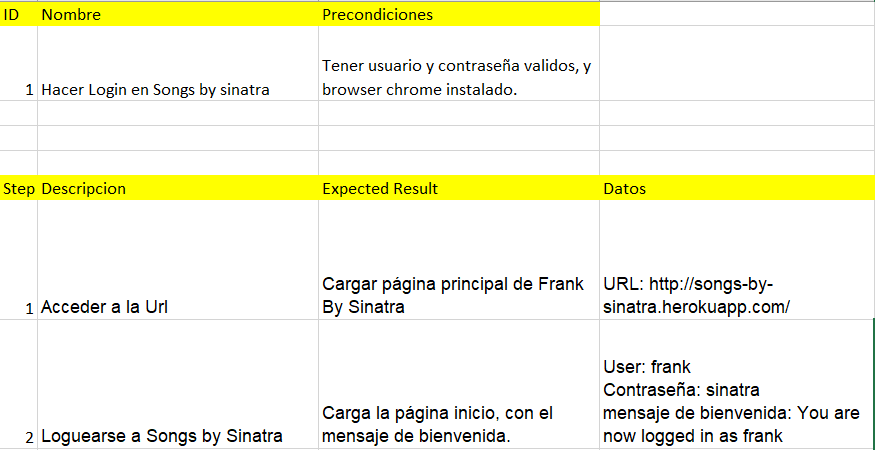 ID Nombre Precondiciones
1 Hacer Login en Songs by sinatra
Tener usuario y contraseña validos, y
browser chrome instalado.
Step Descripcion Expected Result Datos
1 Acceder a la Url
Cargar página principal de Frank
By Sinatra
URL: http://songs-by-
sinatra.herokuapp.com/
2 Loguearse a Songs by Sinatra
Carga la página inicio, con el
mensaje de bienvenida.
User: frank
Contraseña: sinatra
mensaje de bienvenida: You are
now logged in as frank